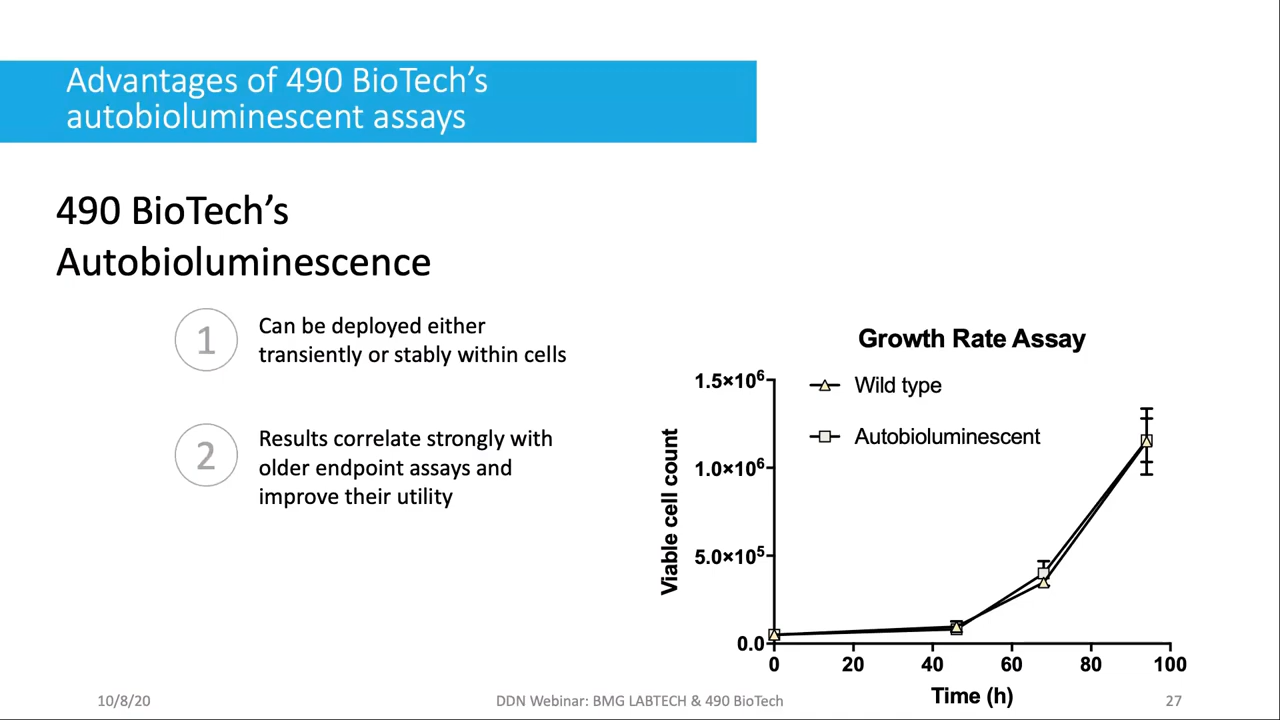 Advantages of 490 BioTech’s
autobioluminescent assays
490 BioTech’s
Autobioluminescence
1
Can be deployed either
transiently or stably within cells
2
Results correlate strongly with
older endpoint assays and
improve their utility
Growth Rate Assay
Wild type
Autobioluminescent
Viable cell count
1.5×10⁶
1.0×10⁶
5.0×10⁵
0.0
0 20 40 60 80 100
Time (h)
10/8/20
DDN Webinar: BMG LABTECH & 490 BioTech
27